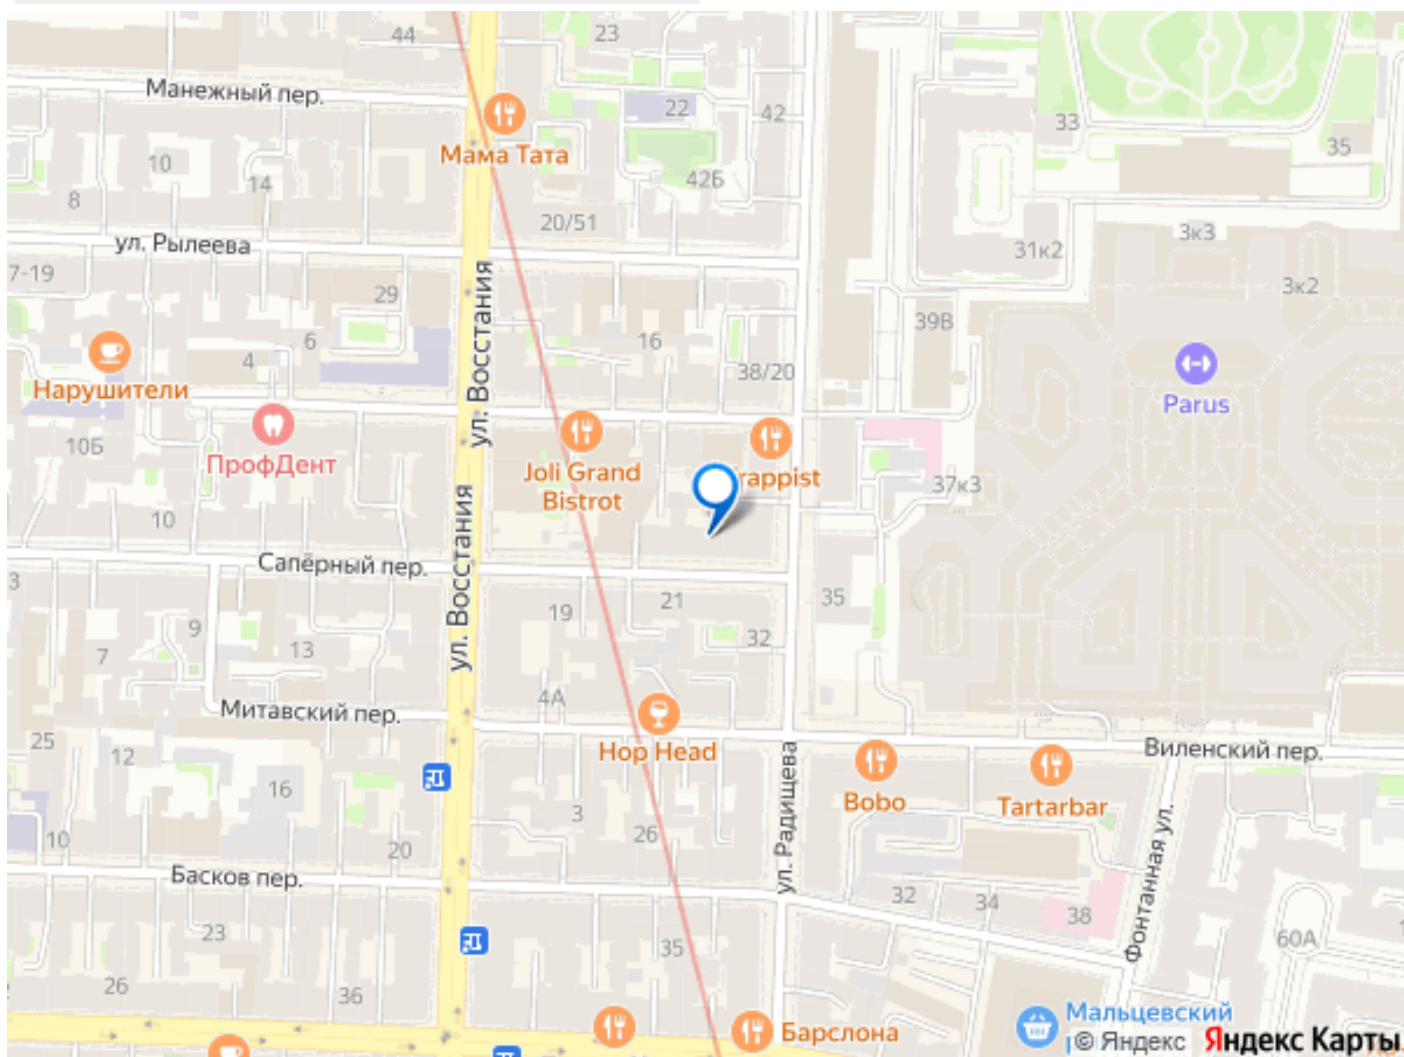 44
23
Манежный пер.
22
42
33
35
Мама Тата
10
14
42Б
8
20/51
ул. Рылеева
31к2
3к3
3к2
7-19
29
ул. Восстания
39В
6
4
16
38/20
Нарушители
Parus
10Б
ПрофДент
Joli Grand
Bistrot
rappist
37к3
10
ул. Восстания
Сапёрный пер.
3
9
7
13
19
21
32
35
4А
Митавский пер.
25
12
Hop Head
Виленский пер.
16
3
26
Bobo
Tartarbar
ул. Радищева
Фонтанная ул.
10
20
Басков пер.
32
34
38
23
35
60А
26
36
Мальцевский
Барслона
© Яндекс Яндекс Карты